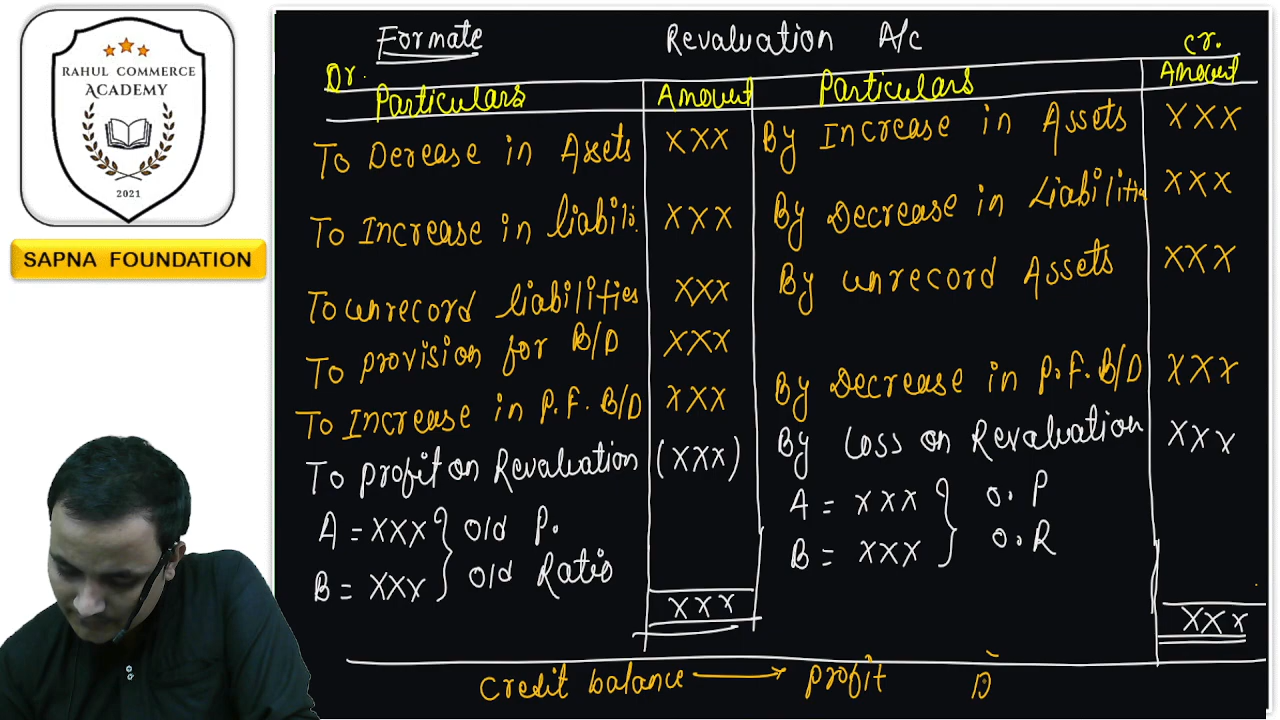 RAHUL COMMERCE
ACADEMY
2021
SAPNA FOUNDATION
Formate Revaluation A/c
Dr. Cr.
Particulars Amount Particulars Amount
To Derease in Assets XXX By Increase in Assets XXX
To Increase in liabili. XXX By Decrease in Liabilities XXX
To unrecord liabilities XXX By unrecord Assets XXX
To provision for B/D XXX
To Increase in P.F. B/D XXX By Decrease in P.F. B/D XXX
To profit on Revaluation (XXX) By Loss on Revaluation XXX
A = XXX } old P. A = XXX } O. P
B = XXX } old Ratio B = XXX } O. R
XXX XXX
Credit balance → profit D